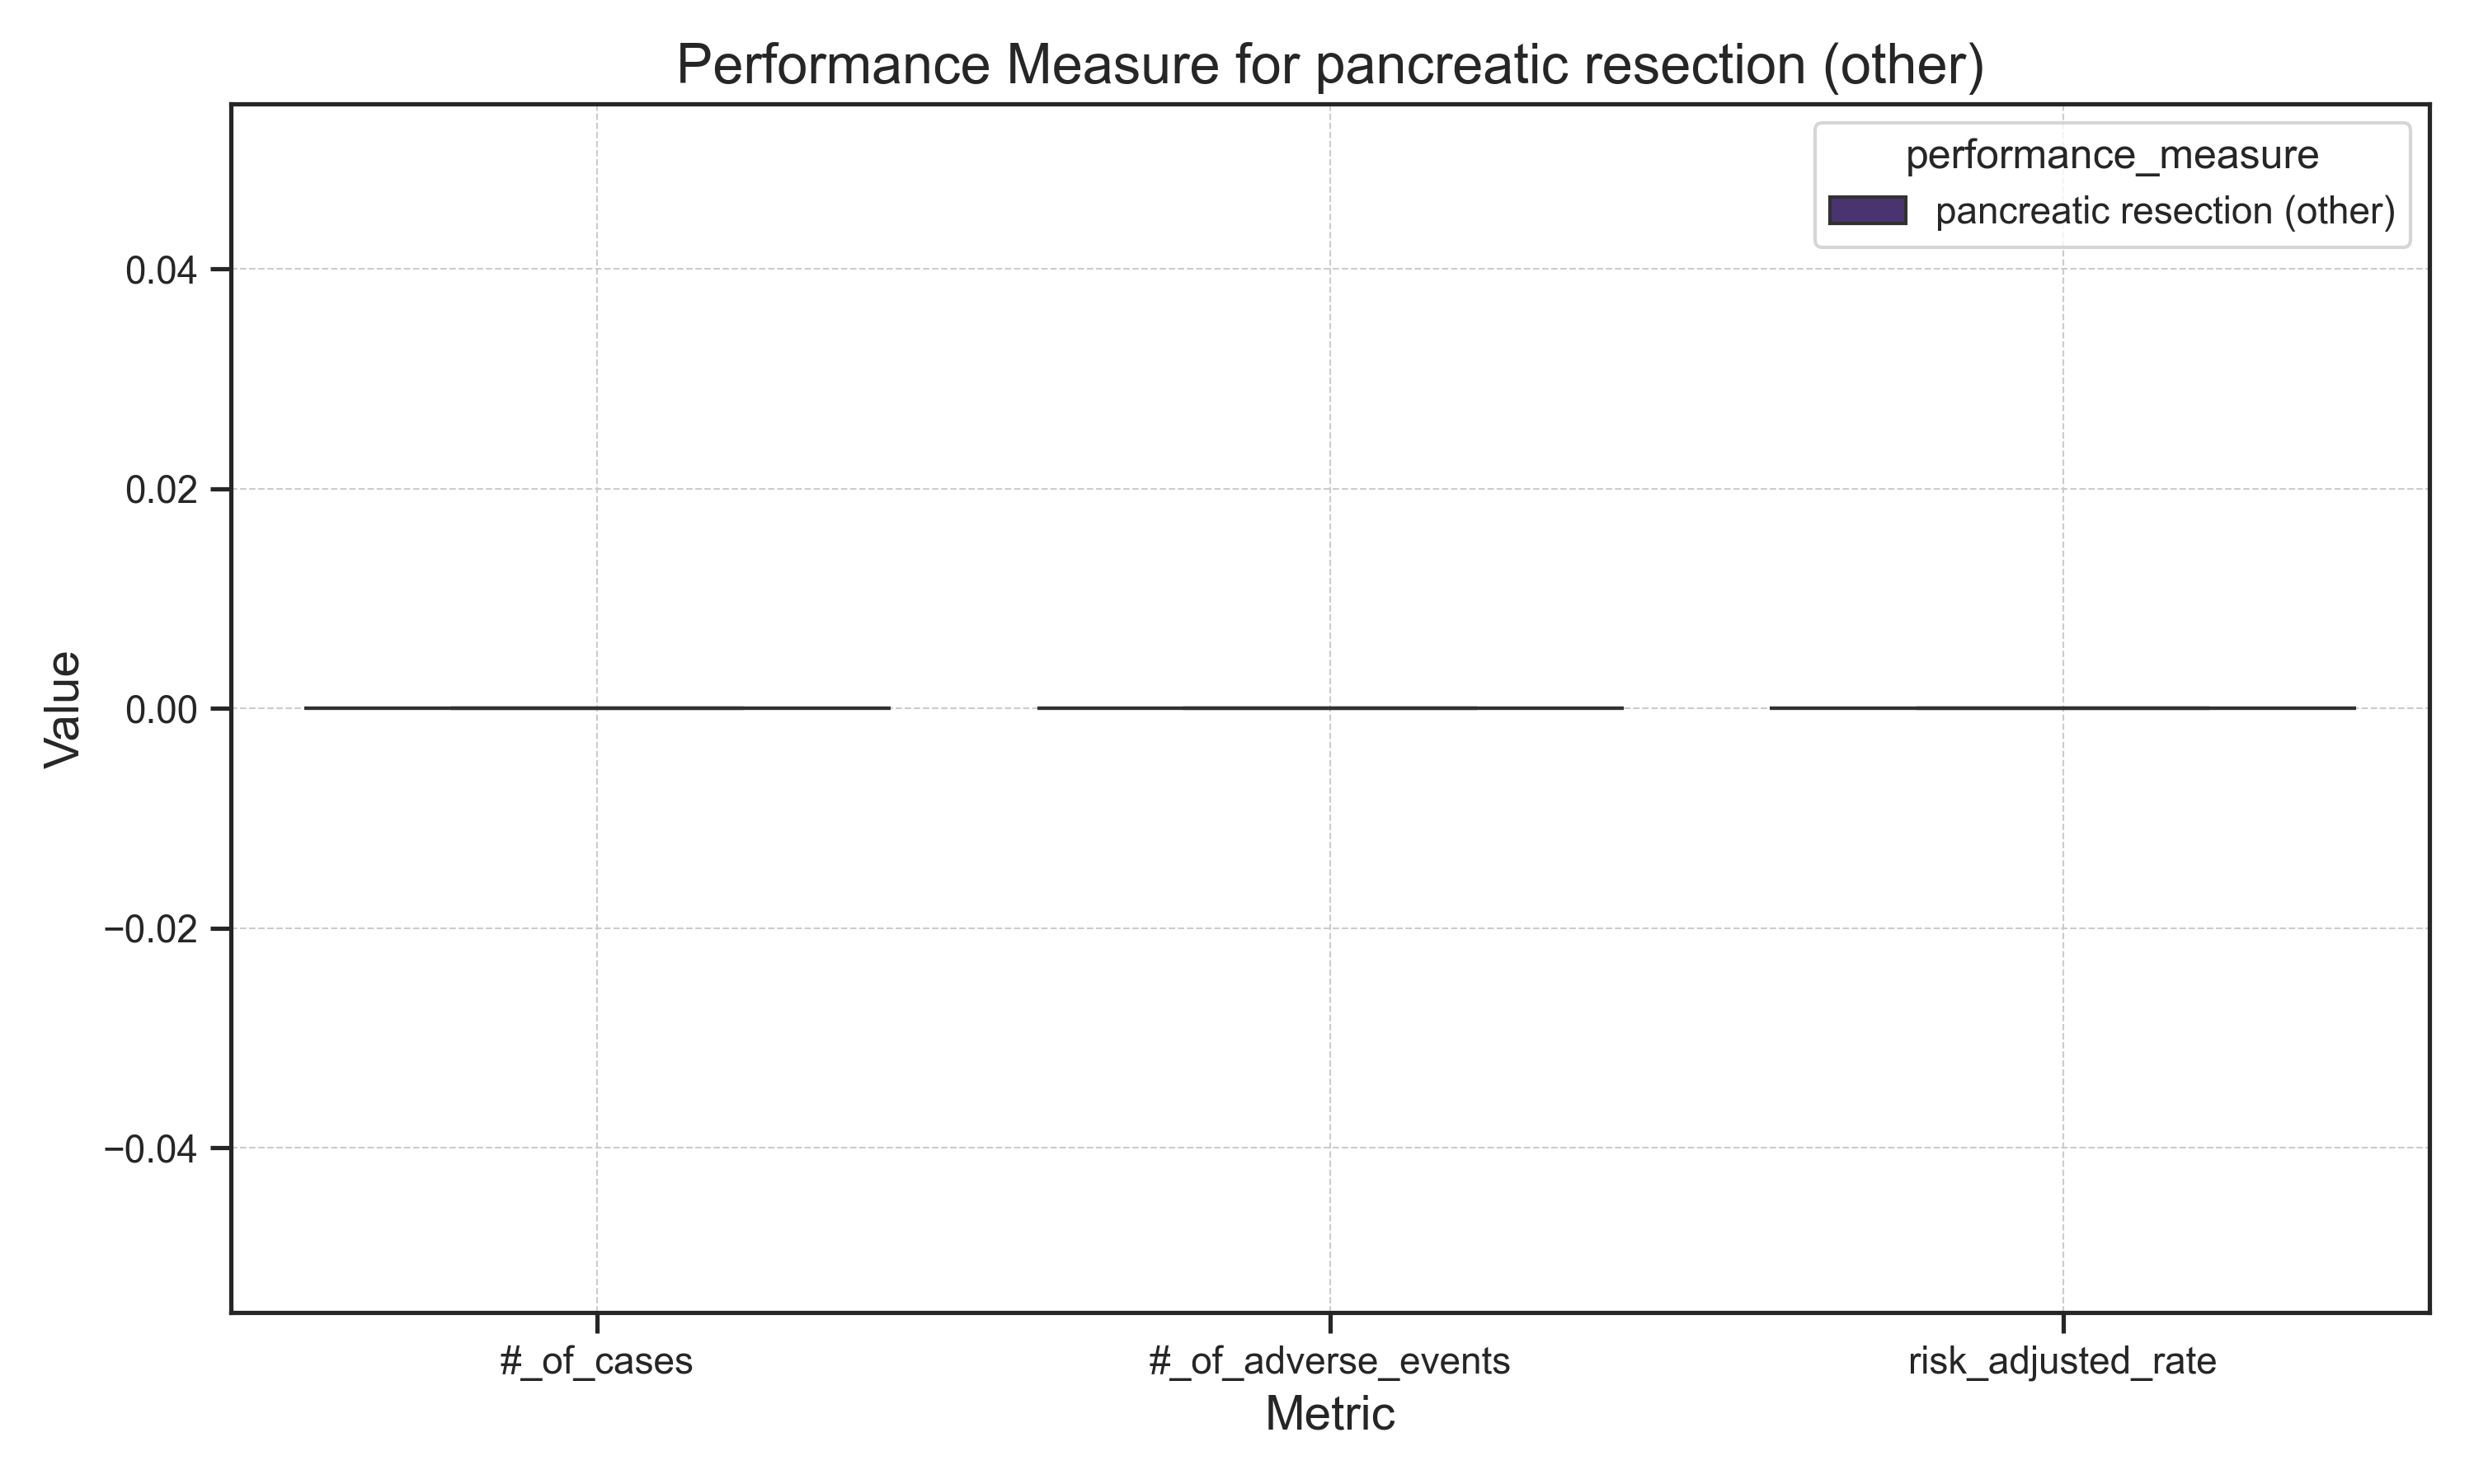 Performance Measure for pancreatic resection (other)
performance_measure
pancreatic resection (other)
0.04
0.02
0.00
−0.02
−0.04
Value
#_of_cases
#_of_adverse_events
risk_adjusted_rate
Metric